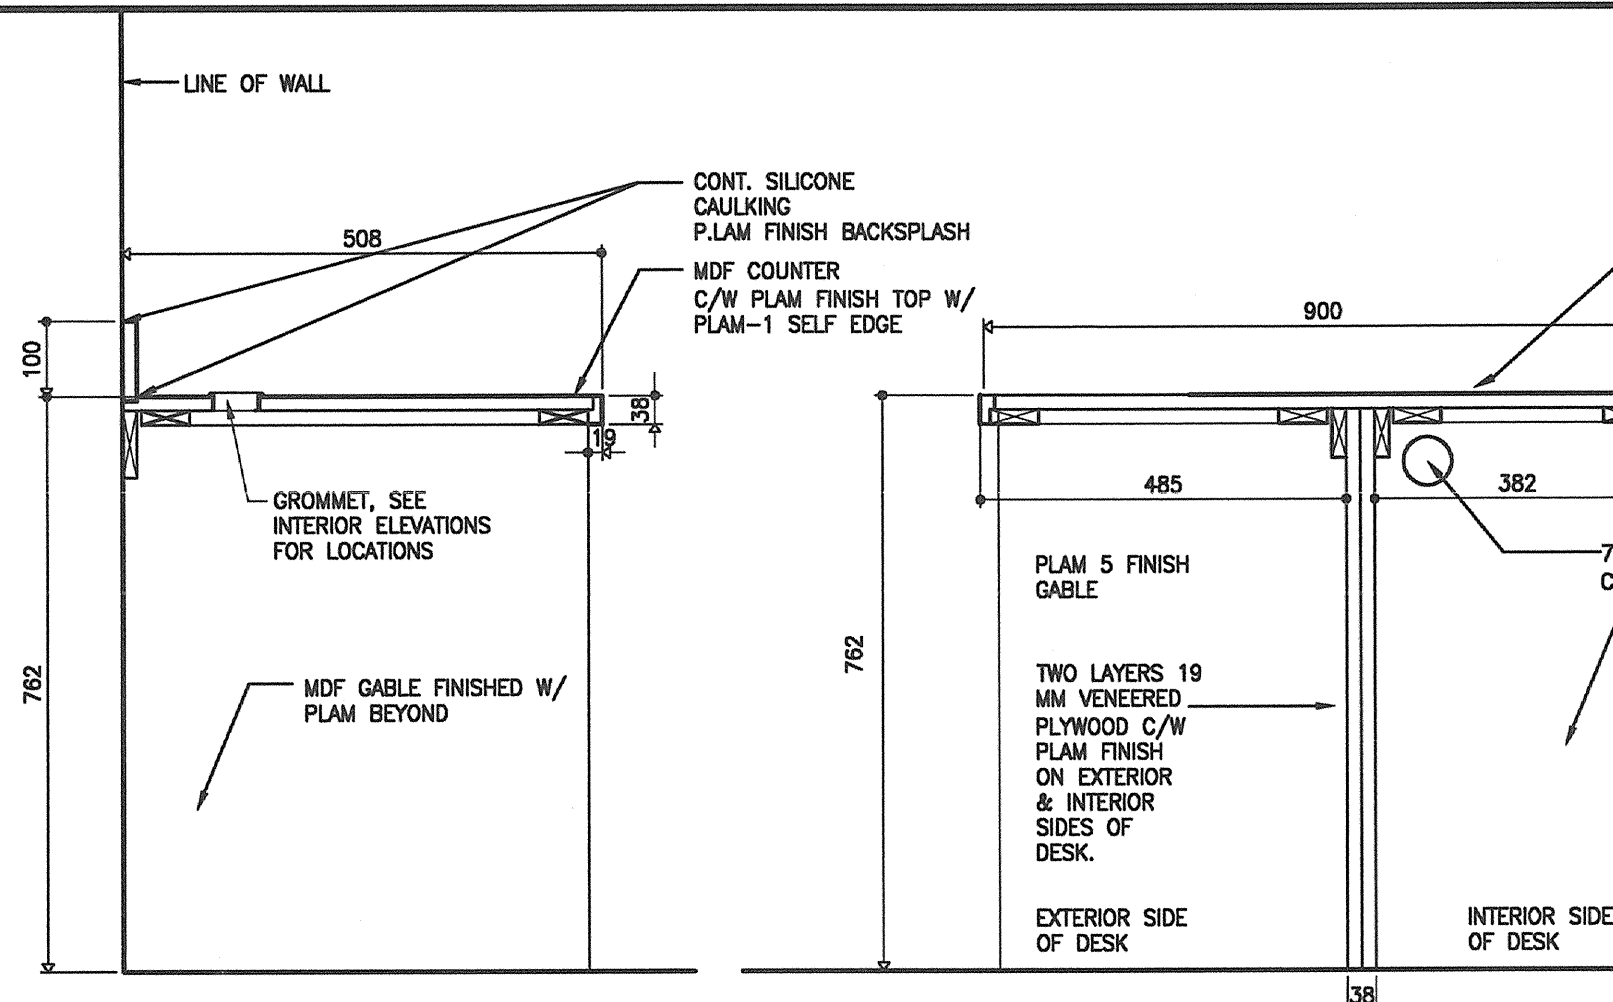 LINE OF WALL
CONT. SILICONE
CAULKING
P.LAM FINISH BACKSPLASH
508
MDF COUNTER
C/W PLAM FINISH TOP W/
PLAM-1 SELF EDGE
100
38
19
GROMMET, SEE
INTERIOR ELEVATIONS
FOR LOCATIONS
762
MDF GABLE FINISHED W/
PLAM BEYOND
900
485
382
7
C
PLAM 5 FINISH
GABLE
762
TWO LAYERS 19
MM VENEERED
PLYWOOD C/W
PLAM FINISH
ON EXTERIOR
& INTERIOR
SIDES OF
DESK.
EXTERIOR SIDE
OF DESK
INTERIOR SIDE
OF DESK
38